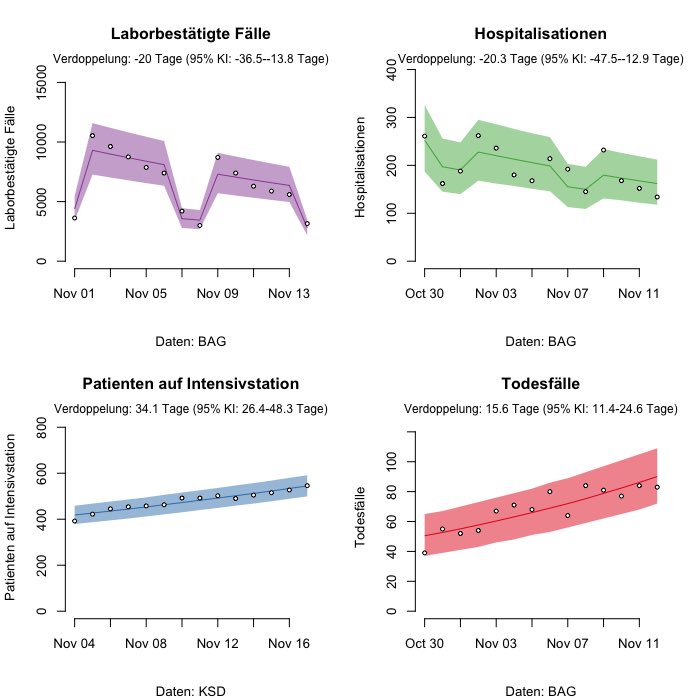 Laborbestätigte Fälle
Verdoppelung: -20 Tage (95% KI: -36.5--13.8 Tage)
Laborbestätigte Fälle
15000
10000
5000
0
Nov 01 Nov 05 Nov 09 Nov 13
Daten: BAG
Hospitalisationen
Verdoppelung: -20.3 Tage (95% KI: -47.5--12.9 Tage)
Hospitalisationen
400
300
200
100
0
Oct 30 Nov 03 Nov 07 Nov 11
Daten: BAG
Patienten auf Intensivstation
Verdoppelung: 34.1 Tage (95% KI: 26.4-48.3 Tage)
Patienten auf Intensivstation
800
600
400
200
0
Nov 04 Nov 08 Nov 12 Nov 16
Daten: KSD
Todesfälle
Verdoppelung: 15.6 Tage (95% KI: 11.4-24.6 Tage)
Todesfälle
100
80
60
40
20
0
Oct 30 Nov 03 Nov 07 Nov 11
Daten: BAG